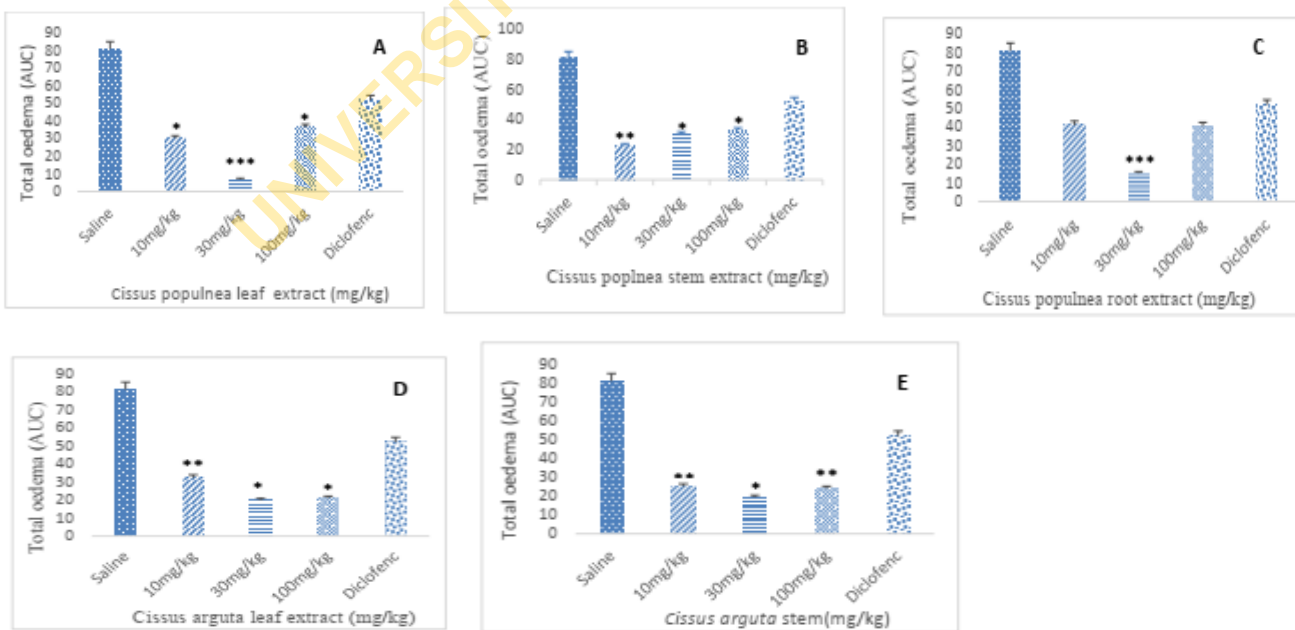 A
Total oedema (AUC)
90
80
70
60
50
40
30
20
10
0
*
***
*
Saline
10mg/kg
30mg/kg
100mg/kg
Diclofenc
Cissus populnea leaf extract (mg/kg)
B
Total oedema (AUC)
100
80
60
40
20
0
**
*
*
Saline
10mg/kg
30mg/kg
100mg/kg
Diclofenc
Cissus poplnea stem extract (mg/kg)
C
Total oedema (AUC)
90
80
70
60
50
40
30
20
10
0
***
Saline
10mg/kg
30mg/kg
100mg/kg
Diclofenc
Cissus populnea root extract (mg/kg)
D
Total oedema (AUC)
90
80
70
60
50
40
30
20
10
0
**
*
*
Saline
10mg/kg
30mg/kg
100mg/kg
Diclofenc
Cissus arguta leaf extract (mg/kg)
E
Total oedema (AUC)
90
80
70
60
50
40
30
20
10
0
**
*
**
Saline
10mg/kg
30mg/kg
100mg/kg
Diclofenc
Cissus arguta stem(mg/kg)